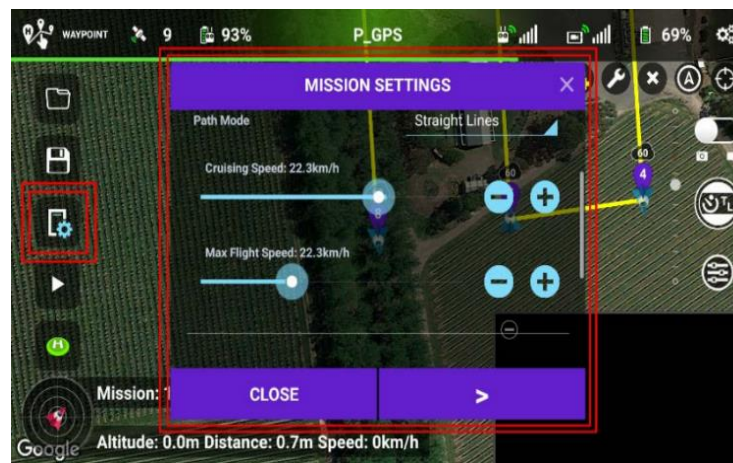 WAYPOINT 9 93% P_GPS 69%
MISSION SETTINGS X
Path Mode Straight Lines
Cruising Speed: 22.3km/h
Max Flight Speed: 22.3km/h
CLOSE >
A
TL
60
4
60
H
Mission:
Altitude: 0.0m Distance: 0.7m Speed: 0km/h
Google